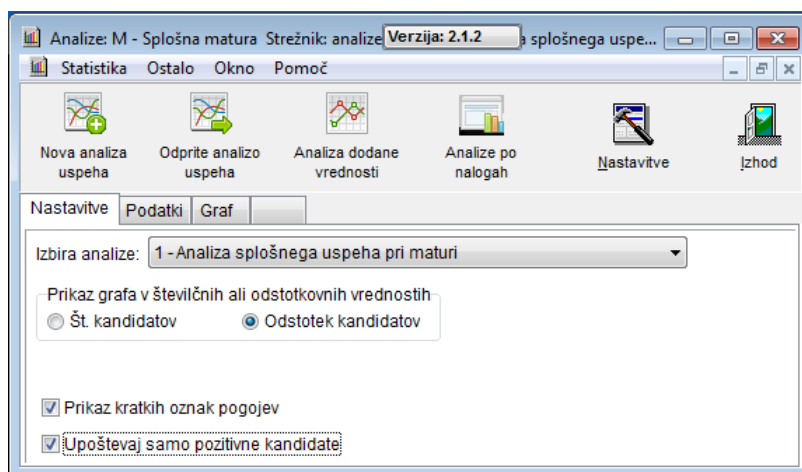 Analize: M - Splošna matura Strežnik: analize Verzija: 2.1.2 splošnega uspe...
Statistika Ostalo Okno Pomoč
Nova analiza uspeha
Odprite analizo uspeha
Analiza dodane vrednosti
Analize po nalogah
Nastavitve
Izhod
Nastavitve Podatki Graf
Izbira analize: 1 - Analiza splošnega uspeha pri maturi
Prikaz grafa v številčnih ali odstotkovnih vrednostih
Št. kandidatov Odstotek kandidatov
Prikaz kratkih oznak pogojev
Upoštevaj samo pozitivne kandidate